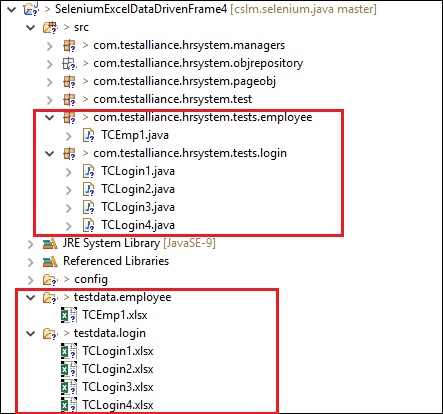 > SeleniumExcelDataDrivenFrame4 [cslm.selenium.java master]
> src
> com.testalliance.hrsystem.managers
> com.testalliance.hrsystem.objrepository
> com.testalliance.hrsystem.pageobj
> com.testalliance.hrsystem.test
> com.testalliance.hrsystem.tests.employee
> TCEmp1.java
> com.testalliance.hrsystem.tests.login
> TCLogin1.java
> TCLogin2.java
> TCLogin3.java
> TCLogin4.java
JRE System Library [JavaSE-9]
Referenced Libraries
> config
> testdata.employee
TCEmp1.xlsx
> testdata.login
TCLogin1.xlsx
TCLogin2.xlsx
TCLogin3.xlsx
TCLogin4.xlsx